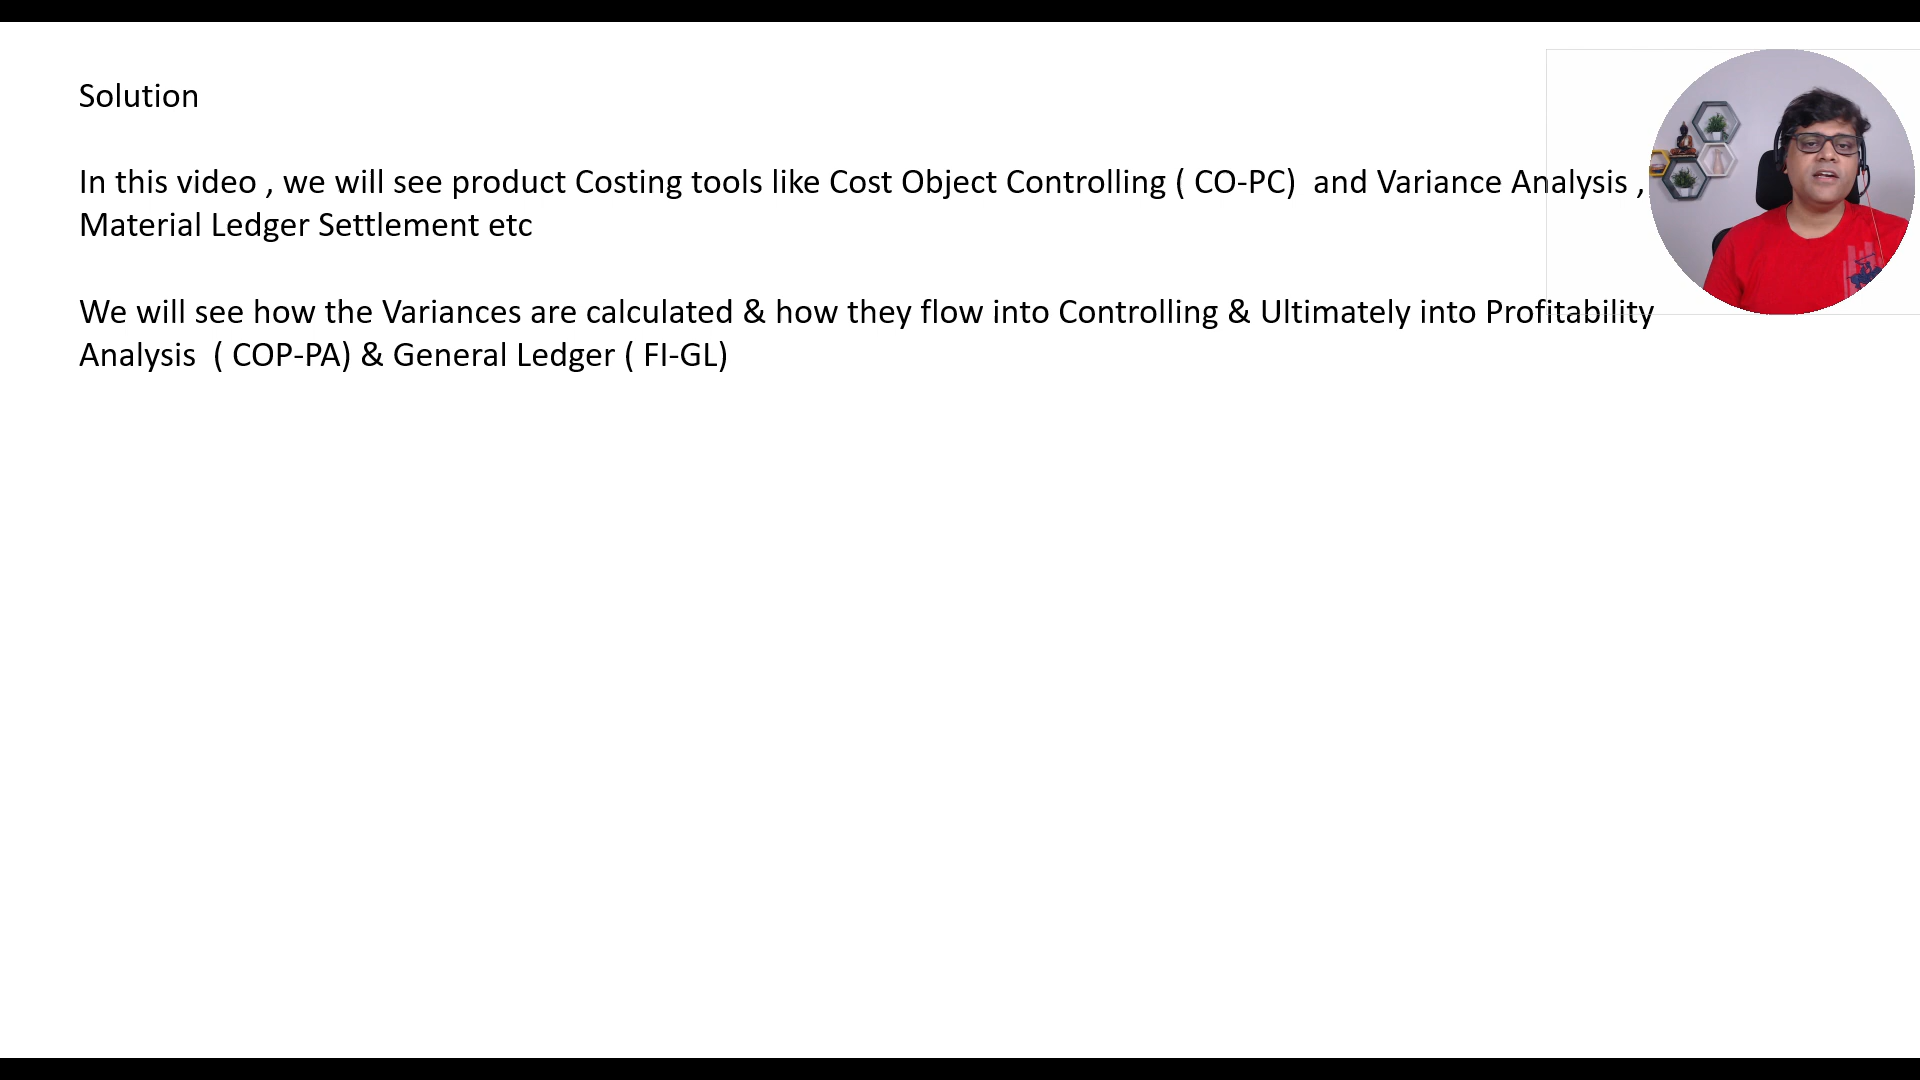 Solution
In this video , we will see product Costing tools like Cost Object Controlling ( CO-PC)  and Variance Analysis ,
Material Ledger Settlement etc
We will see how the Variances are calculated & how they flow into Controlling & Ultimately into Profitability
Analysis  ( COP-PA) & General Ledger ( FI-GL)